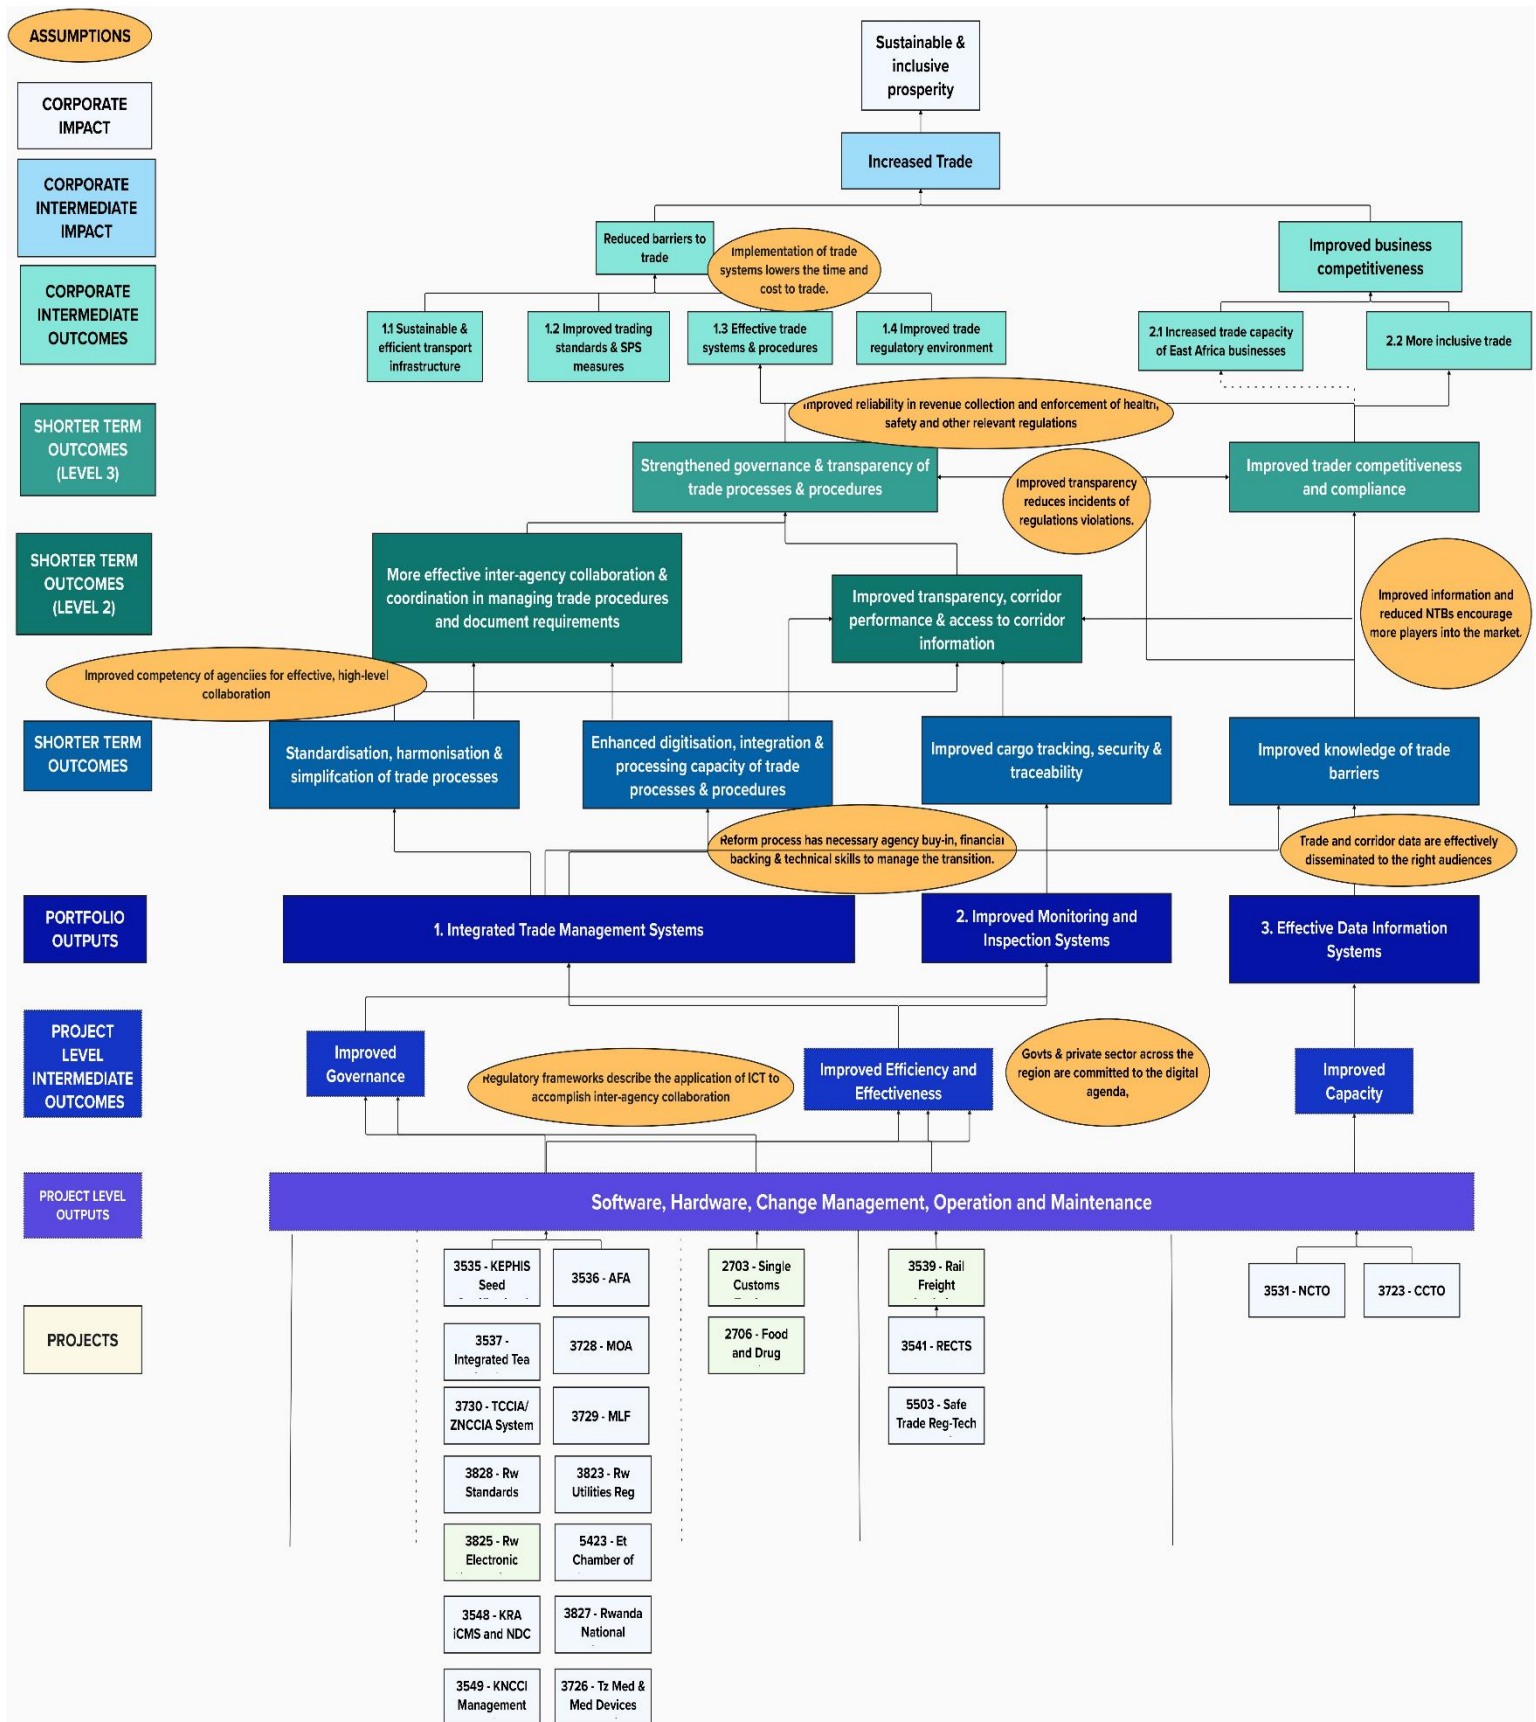 ASSUMPTIONS
CORPORATE
IMPACT
CORPORATE
INTERMEDIATE
IMPACT
CORPORATE
INTERMEDIATE
OUTCOMES
SHORTER TERM
OUTCOMES
(LEVEL 3)
SHORTER TERM
OUTCOMES
(LEVEL 2)
SHORTER TERM
OUTCOMES
PORTFOLIO
OUTPUTS
PROJECT
LEVEL
INTERMEDIATE
OUTCOMES
PROJECT LEVEL
OUTPUTS
PROJECTS
Sustainable &
inclusive
prosperity
Increased Trade
Reduced barriers to
trade
Implementation of trade
systems lowers the time and
cost to trade.
Improved business
competitiveness
1.1 Sustainable &
efficient transport
infrastructure
1.2 Improved trading
standards & SPS
measures
1.3 Effective trade
systems & procedures
1.4 Improved trade
regulatory environment
2.1 Increased trade capacity
of East Africa businesses
2.2 More inclusive trade
Improved reliability in revenue collection and enforcement of health,
safety and other relevant regulations
Strengthened governance & transparency of
trade processes & procedures
Improved transparency
reduces incidents of
regulations violations.
Improved trader competitiveness
and compliance
More effective inter-agency collaboration &
coordination in managing trade procedures
and document requirements
Improved transparency, corridor
performance & access to corridor
information
Improved information and
reduced NTBs encourage
more players into the market.
Improved competency of agenciies for effective, high-level
collaboration
Standardisation, harmonisation &
simplifcation of trade processes
Enhanced digitisation, integration &
processing capacity of trade
processes & procedures
Improved cargo tracking, security &
traceability
Improved knowledge of trade
barriers
Reform process has necessary agency buy-in, financial
backing & technical skills to manage the transition.
Trade and corridor data are effectively
disseminated to the right audiences
1. Integrated Trade Management Systems
2. Improved Monitoring and
Inspection Systems
3. Effective Data Information
Systems
Improved
Governance
Regulatory frameworks describe the application of ICT to
accomplish inter-agency collaboration
Improved Efficiency and
Effectiveness
Govts & private sector across the
region are committed to the digital
agenda,
Improved
Capacity
Software, Hardware, Change Management, Operation and Maintenance
3535 - KEPHIS
Seed
3536 - AFA
3537 -
Integrated Tea
3728 - MOA
3730 - TCCIA/
ZNCCIA System
3729 - MLF
3828 - Rw
Standards
3823 - Rw
Utilities Reg
3825 - Rw
Electronic
5423 - Et
Chamber of
3548 - KRA
iCMS and NDC
3827 - Rwanda
National
3549 - KNCCI
Management
3726 - Tz Med &
Med Devices
2703 - Single
Customs
2706 - Food
and Drug
3539 - Rail
Freight
3541 - RECTS
5503 - Safe
Trade Reg-Tech
3531 - NCTO
3723 - CCTO